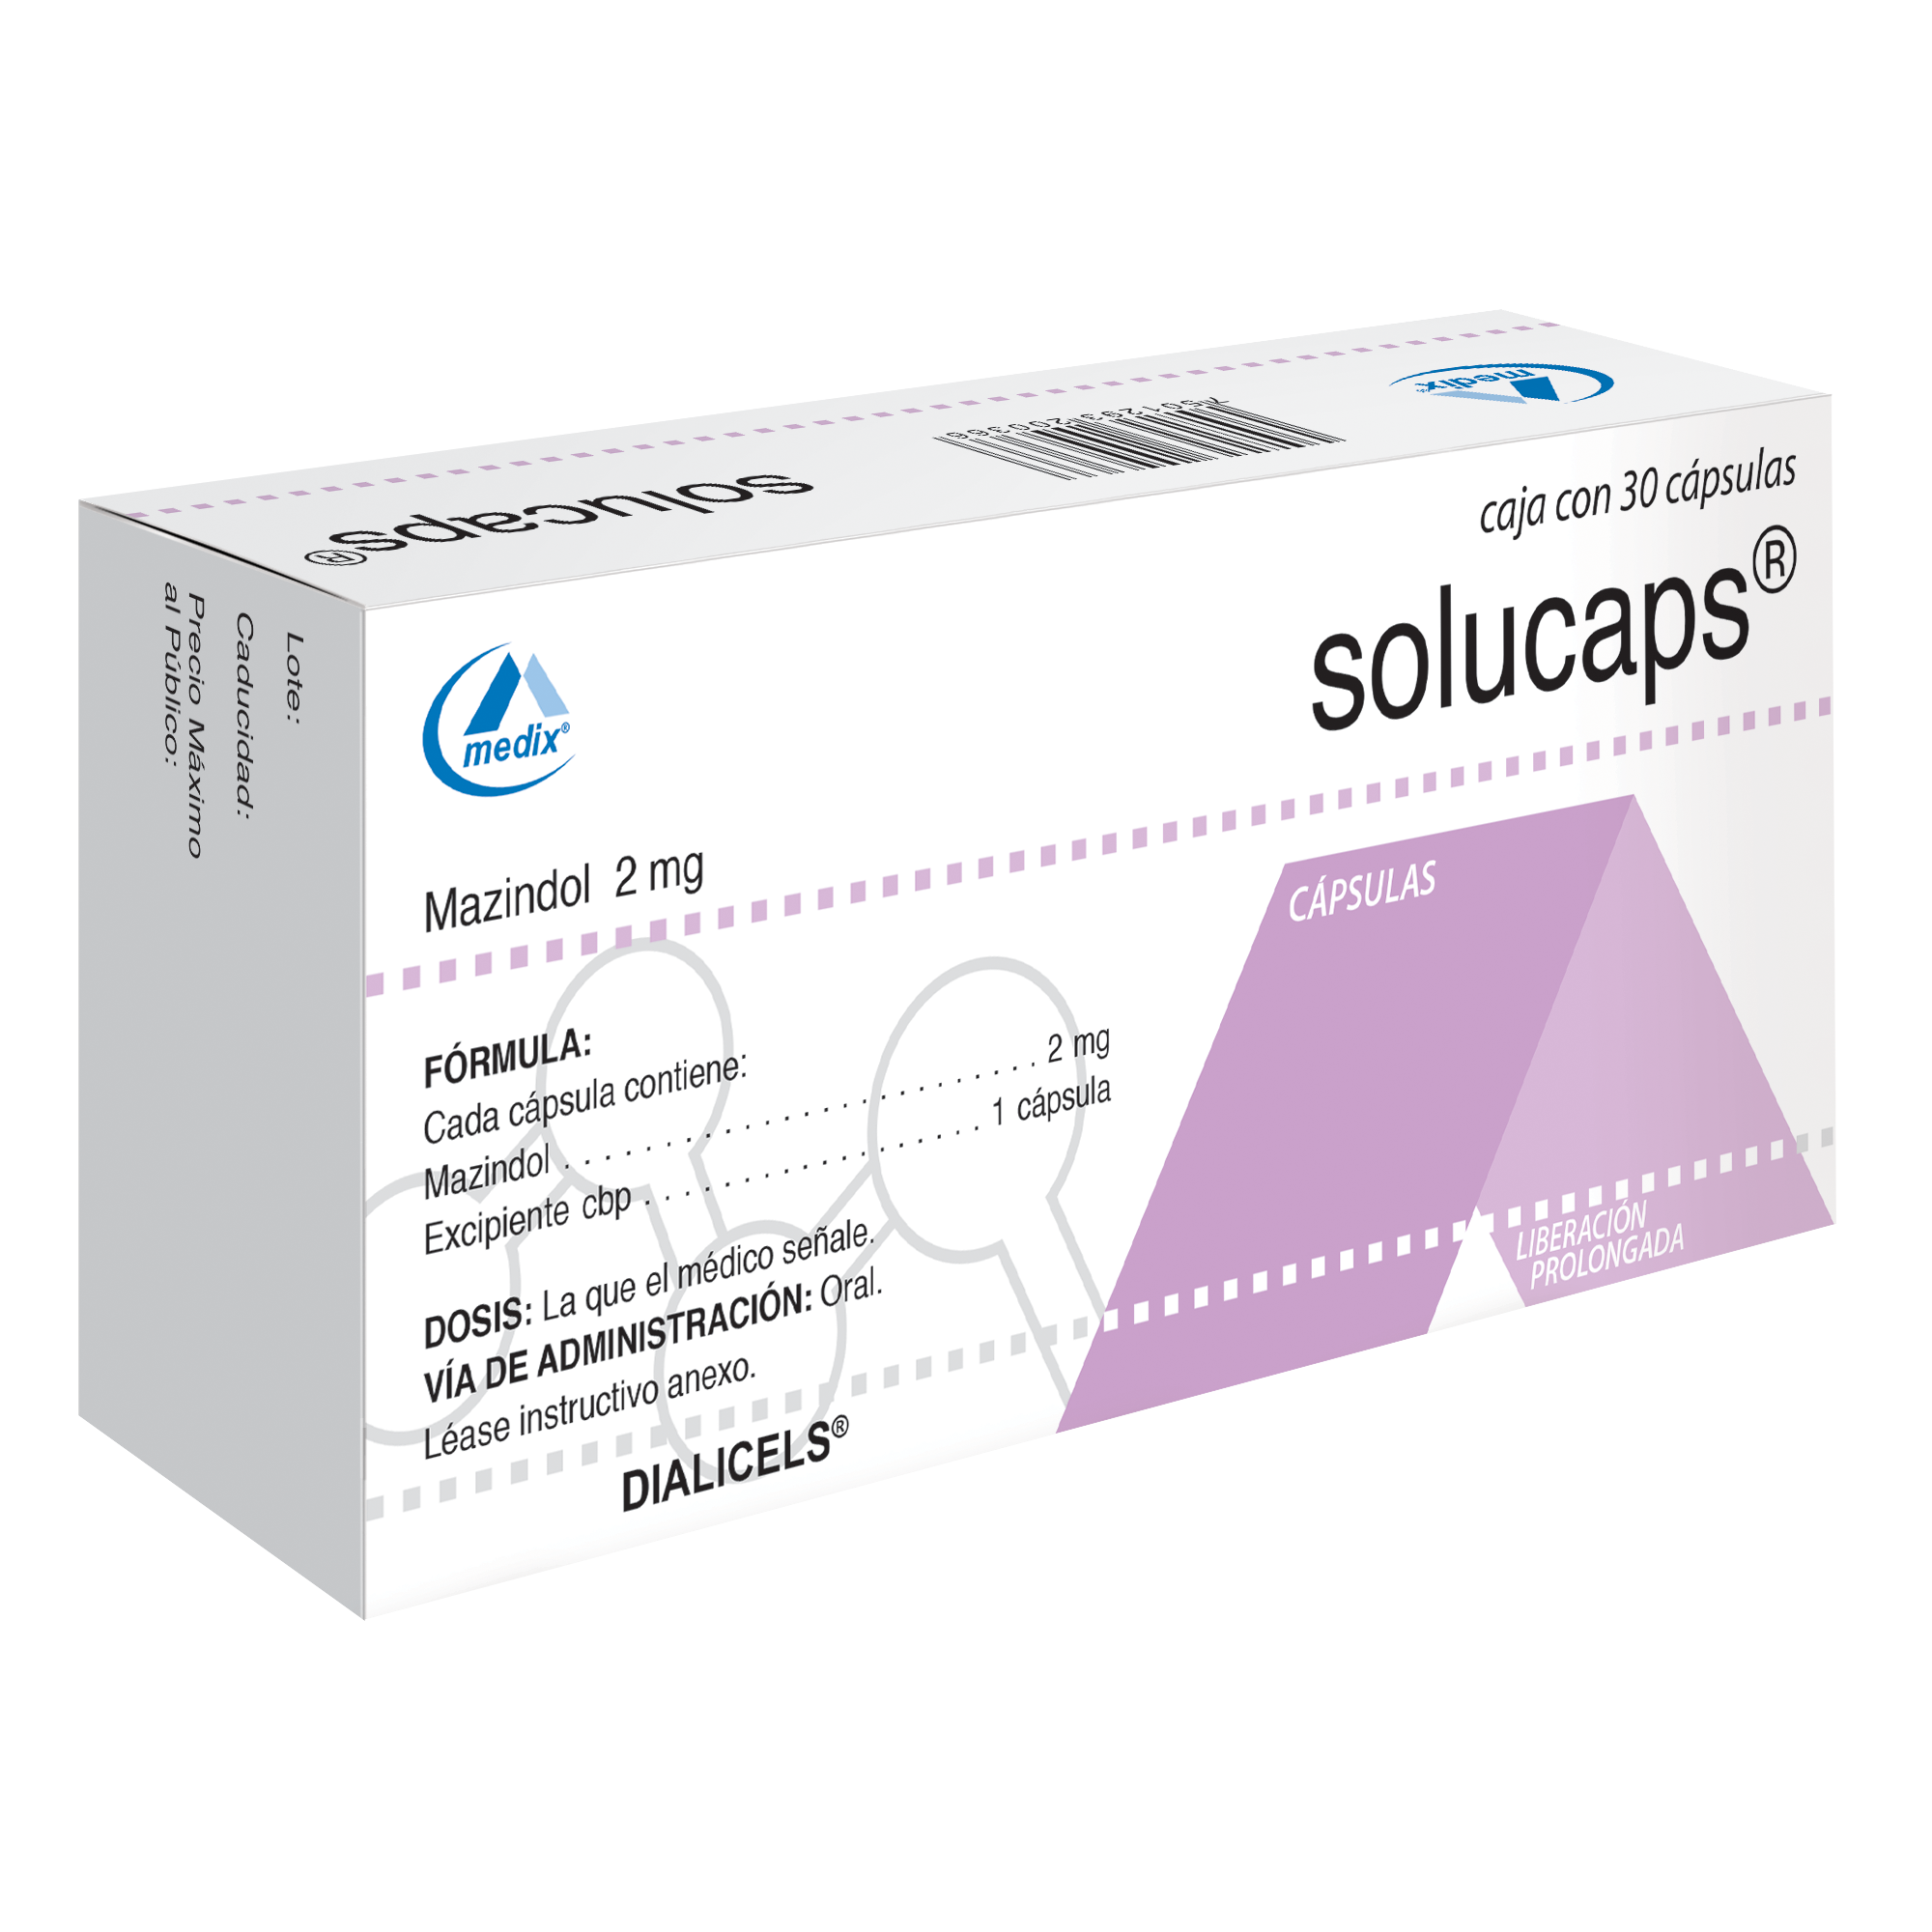 medix®
7501293200366
solucaps®
Lote:
Caducidad:
Precio Máximo
al Público:
caja con 30 cápsulas
solucaps®
medix®
Mazindol 2 mg
CÁPSULAS
FÓRMULA:
Cada cápsula contiene:
Mazindol . . . . . . . . . . . . . . . . . . . . . . . . . 2 mg
Excipiente cbp . . . . . . . . . . . . . . . . . . 1 cápsula
DOSIS: La que el médico señale.
VÍA DE ADMINISTRACIÓN: Oral.
Léase instructivo anexo.
DIALICELS®
LIBERACIÓN
PROLONGADA